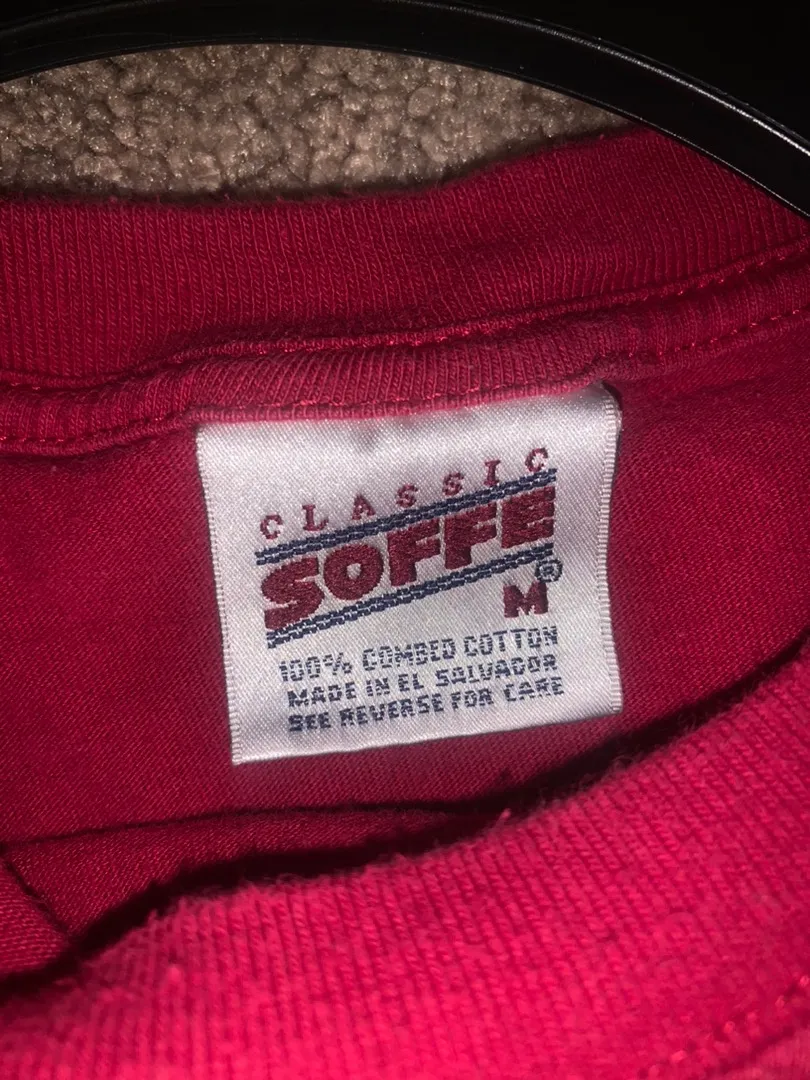 CLASSIC
SOFFE®
M
100% COMBED COTTON
MADE IN EL SALVADOR
SEE REVERSE FOR CARE